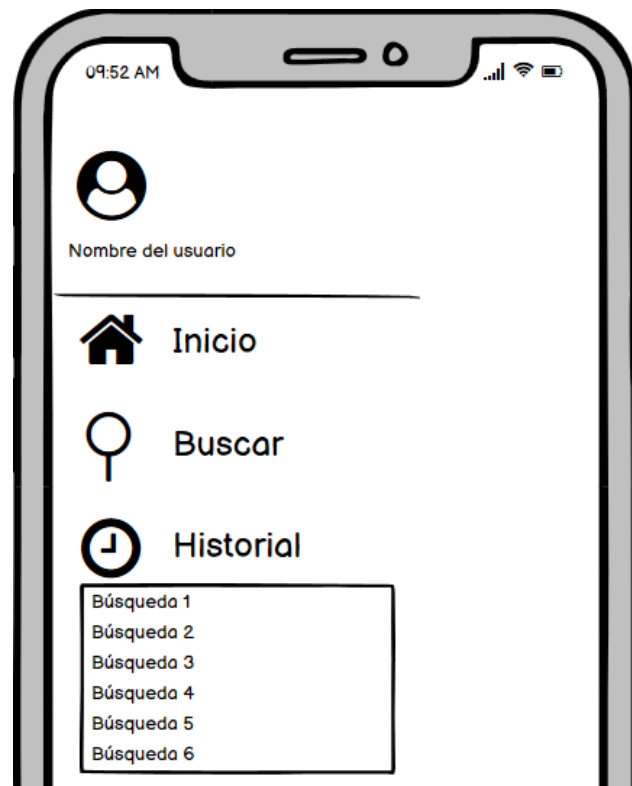 09:52 AM
Nombre del usuario
Inicio
Buscar
Historial
Búsqueda 1
Búsqueda 2
Búsqueda 3
Búsqueda 4
Búsqueda 5
Búsqueda 6